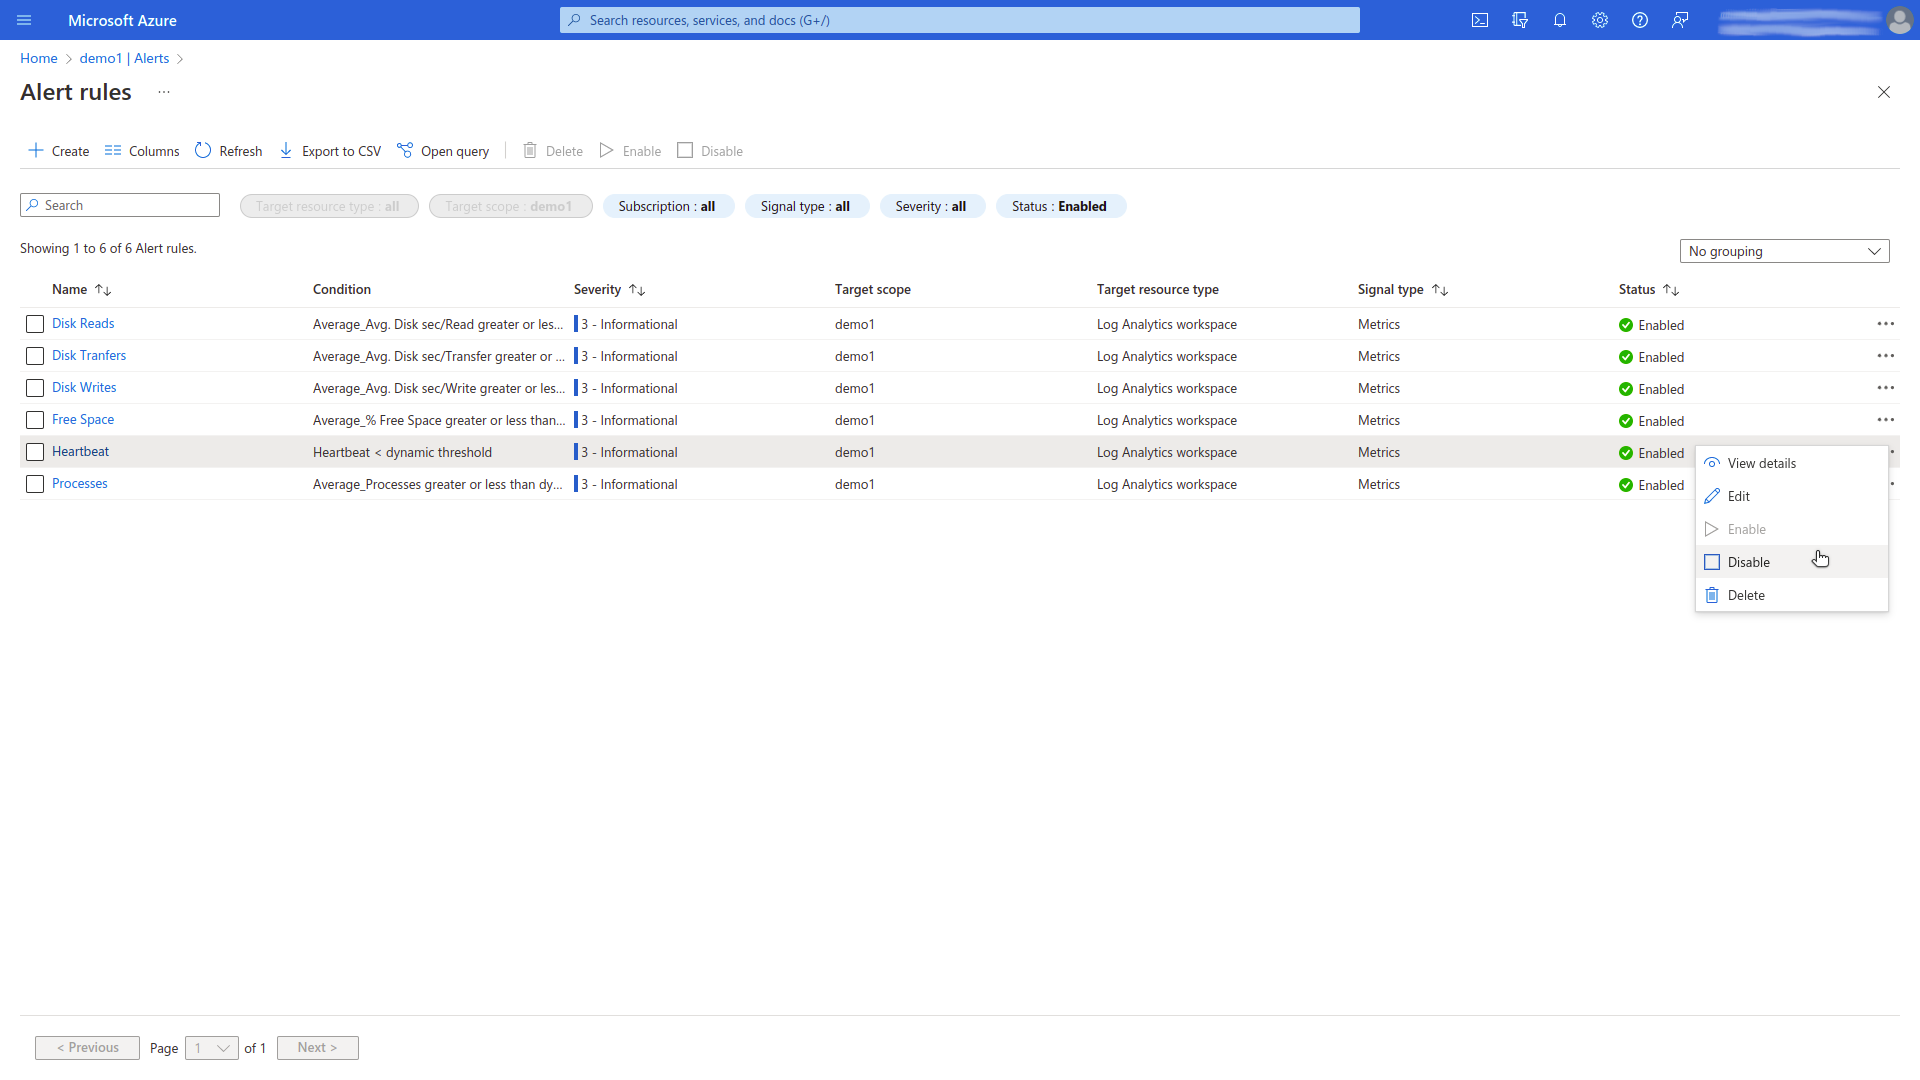 Microsoft Azure
Search resources, services, and docs (G+/)
Home > demo1 | Alerts >
Alert rules ...
Create Columns Refresh Export to CSV Open query Delete Enable Disable
Search Target resource type : all Target scope : demo1 Subscription : all Signal type : all Severity : all Status : Enabled
Showing 1 to 6 of 6 Alert rules.
No grouping
Name Condition Severity Target scope Target resource type Signal type Status
Disk Reads Average_Avg. Disk sec/Read greater or les... 3 - Informational demo1 Log Analytics workspace Metrics Enabled
Disk Tranfers Average_Avg. Disk sec/Transfer greater or ... 3 - Informational demo1 Log Analytics workspace Metrics Enabled
Disk Writes Average_Avg. Disk sec/Write greater or les... 3 - Informational demo1 Log Analytics workspace Metrics Enabled
Free Space Average_% Free Space greater or less than... 3 - Informational demo1 Log Analytics workspace Metrics Enabled
Heartbeat Heartbeat < dynamic threshold 3 - Informational demo1 Log Analytics workspace Metrics Enabled
Processes Average_Processes greater or less than dy... 3 - Informational demo1 Log Analytics workspace Metrics Enabled
View details
Edit
Enable
Disable
Delete
< Previous Page 1 of 1 Next >